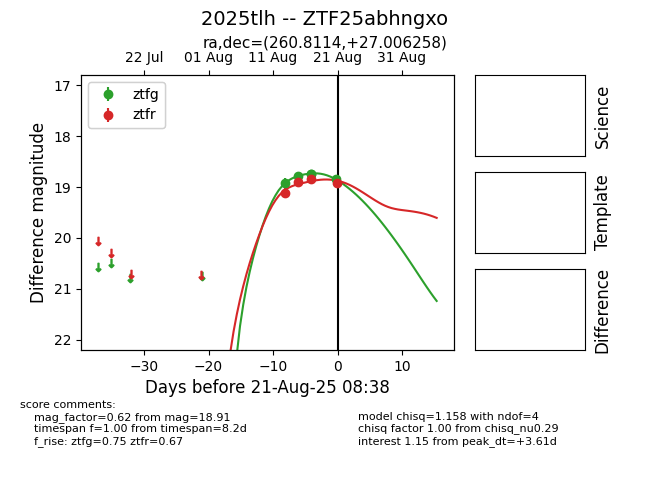 2025tlh -- ZTF25abhngxo
ra,dec=(260.8114,+27.006258)
22 Jul 01 Aug 11 Aug 21 Aug 31 Aug
ztfg
ztfr
17
18
19
20
21
22
Difference magnitude
−30 −20 −10 0 10
Days before 21-Aug-25 08:38
Science
Template
Difference
score comments:
mag_factor=0.62 from mag=18.91
timespan f=1.00 from timespan=8.2d
f_rise: ztfg=0.75 ztfr=0.67
model chisq=1.158 with ndof=4
chisq factor 1.00 from chisq_nu0.29
interest 1.15 from peak_dt=+3.61d